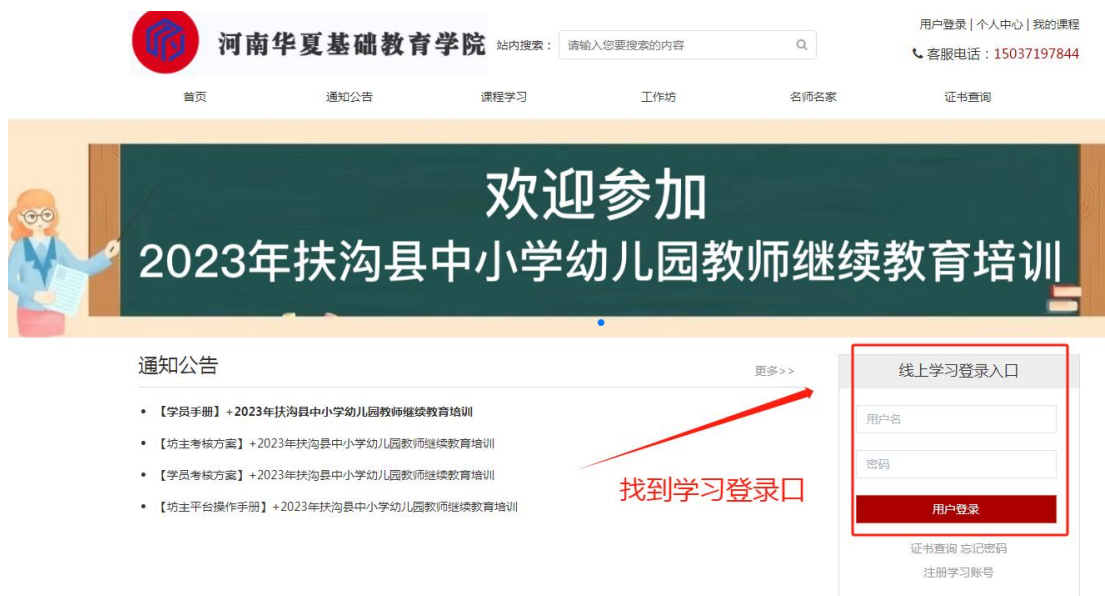 用户登录 | 个人中心 | 我的课程
河南华夏基础教育学院 站内搜索： 请输入您要搜索的内容
客服电话：15037197844
首页 通知公告 课程学习 工作坊 名师名家 证书查询
欢迎参加
2023年扶沟县中小学幼儿园教师继续教育培训
通知公告 更多>>
【学员手册】+2023年扶沟县中小学幼儿园教师继续教育培训
【坊主考核方案】+2023年扶沟县中小学幼儿园教师继续教育培训
【学员考核方案】+2023年扶沟县中小学幼儿园教师继续教育培训
【坊主平台操作手册】+2023年扶沟县中小学幼儿园教师继续教育培训
找到学习登录口
线上学习登录入口
用户名
密码
用户登录
证书查询 忘记密码
注册学习账号